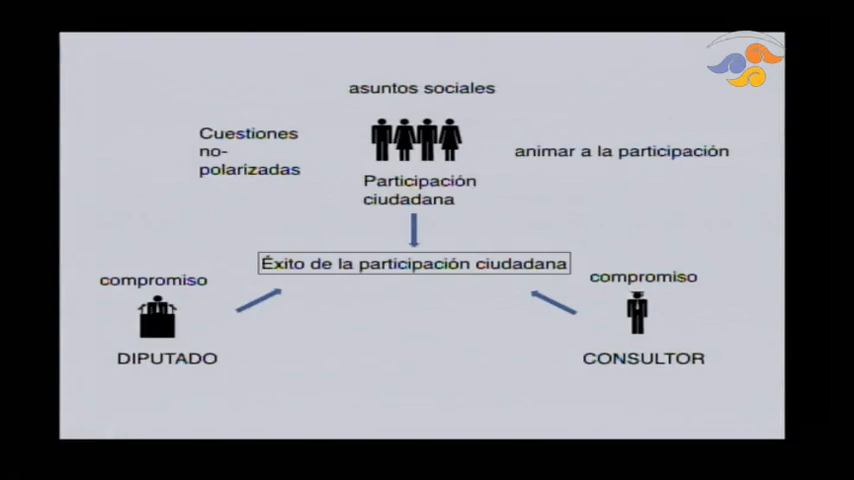 asuntos sociales
Cuestiones
no-
polarizadas
animar a la participación
Participación
ciudadana
Éxito de la participación ciudadana
compromiso
compromiso
DIPUTADO
CONSULTOR